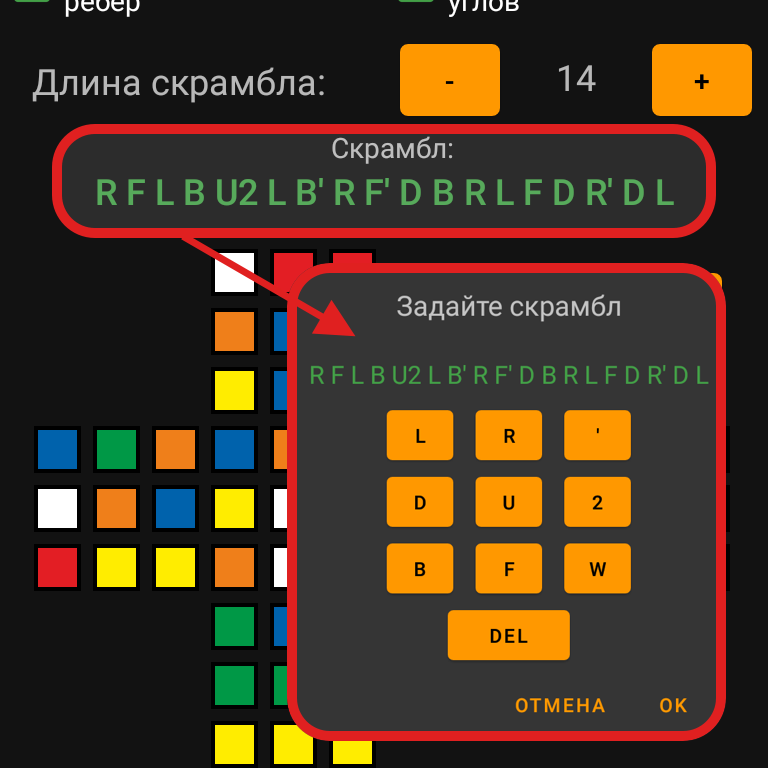 ребер
углов
Длина скрамбла:
-
14
+
Скрамбл:
R F L B U2 L B' R F' D B R L F D R' D L
Задайте скрамбл
R F L B U2 L B' R F' D B R L F D R' D L
L R '
D U 2
B F W
DEL
ОТМЕНА OK